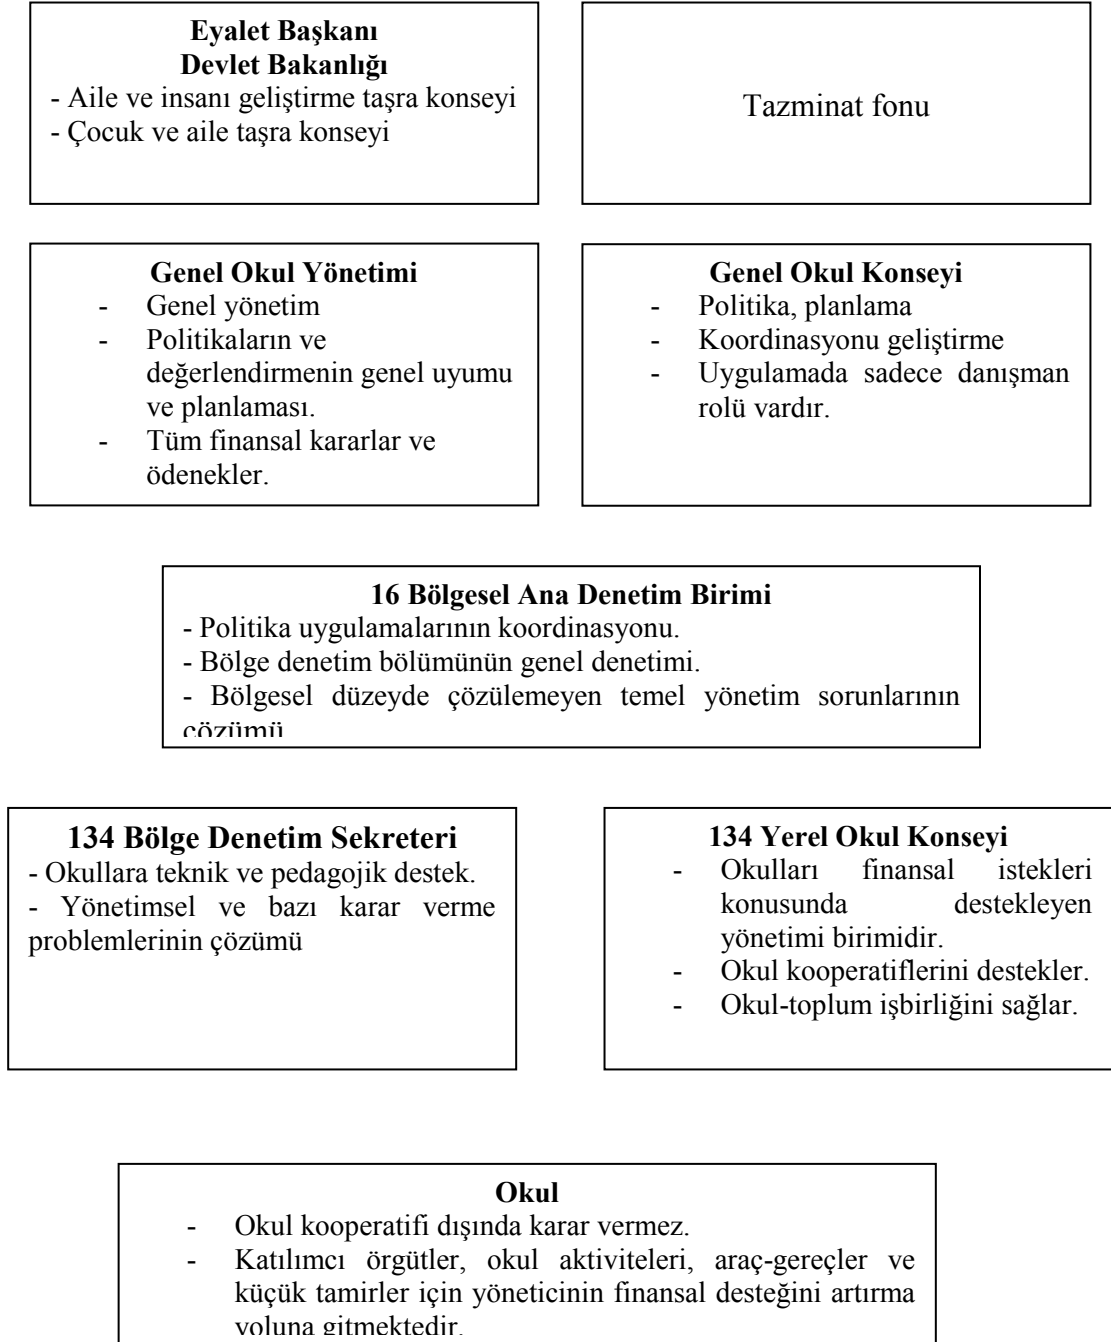 Eyalet Başkanı
Devlet Bakanlığı
- Aile ve insanı geliştirme taşra konseyi
- Çocuk ve aile taşra konseyi
Tazminat fonu
Genel Okul Yönetimi
- Genel yönetim
- Politikaların ve
değerlendirmenin genel uyumu
ve planlaması.
- Tüm finansal kararlar ve
ödenekler.
Genel Okul Konseyi
- Politika, planlama
- Koordinasyonu geliştirme
- Uygulamada sadece danışman
rolü vardır.
16 Bölgesel Ana Denetim Birimi
- Politika uygulamalarının koordinasyonu.
- Bölge denetim bölümünün genel denetimi.
- Bölgesel düzeyde çözülemeyen temel yönetim sorunlarının
çözümü
134 Bölge Denetim Sekreteri
- Okullara teknik ve pedagojik destek.
- Yönetimsel ve bazı karar verme
problemlerinin çözümü
134 Yerel Okul Konseyi
- Okulları finansal istekleri
konusunda destekleyen
yönetimi birimidir.
- Okul kooperatiflerini destekler.
- Okul-toplum işbirliğini sağlar.
Okul
- Okul kooperatifi dışında karar vermez.
- Katılımcı örgütler, okul aktiviteleri, araç-gereçler ve
küçük tamirler için yöneticinin finansal desteğini artırma
yoluna gitmektedir.